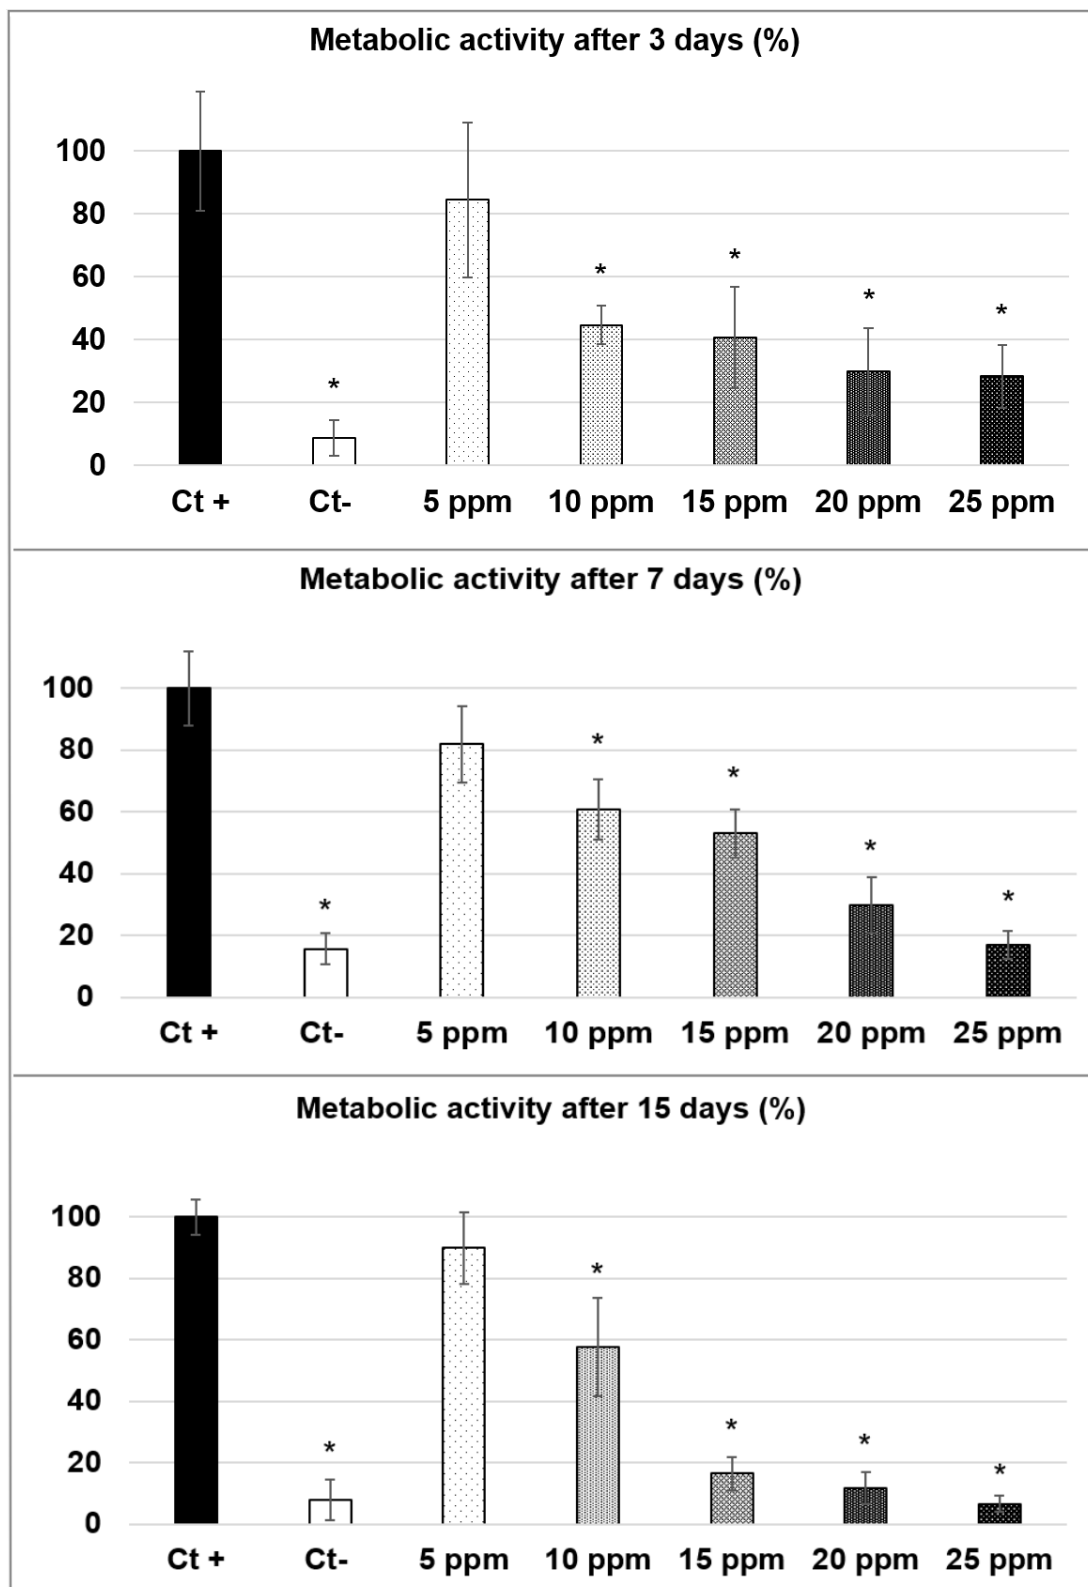 Metabolic activity after 3 days (%)
100
80
60
40
20
0
* * * * *
Ct + Ct- 5 ppm 10 ppm 15 ppm 20 ppm 25 ppm
Metabolic activity after 7 days (%)
100
80
60
40
20
0
* * * * *
Ct + Ct- 5 ppm 10 ppm 15 ppm 20 ppm 25 ppm
Metabolic activity after 15 days (%)
100
80
60
40
20
0
* * * * *
Ct + Ct- 5 ppm 10 ppm 15 ppm 20 ppm 25 ppm